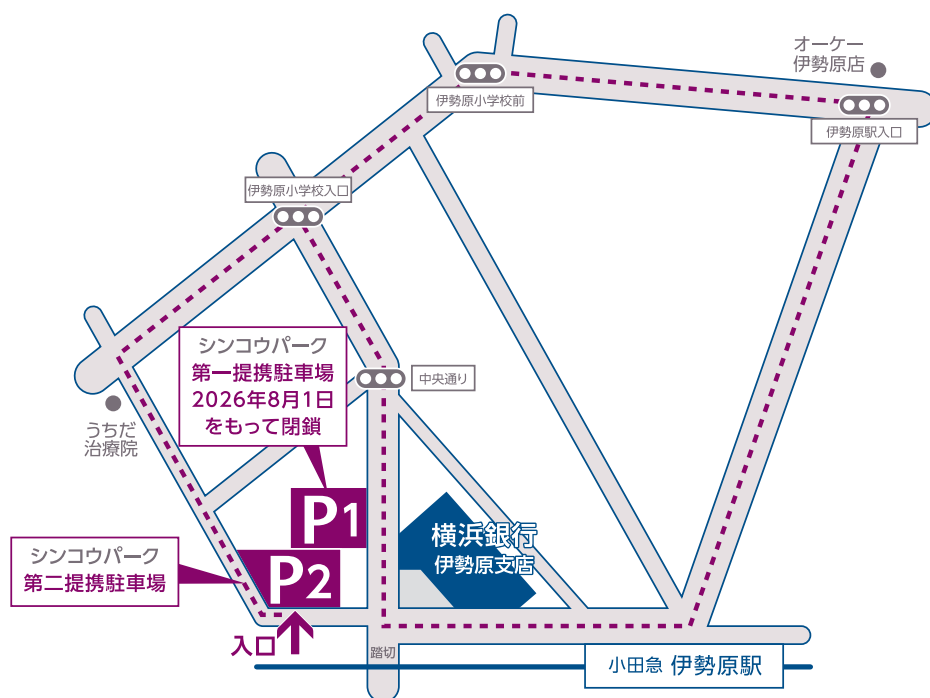 オーケー
伊勢原店
伊勢原小学校前
伊勢原駅入口
伊勢原小学校入口
シンコウパーク
第一提携駐車場
2026年8月1日
をもって閉鎖
中央通り
うちだ
治療院
P1
横浜銀行
伊勢原支店
シンコウパーク
第二提携駐車場
P2
入口
踏切
小田急 伊勢原駅